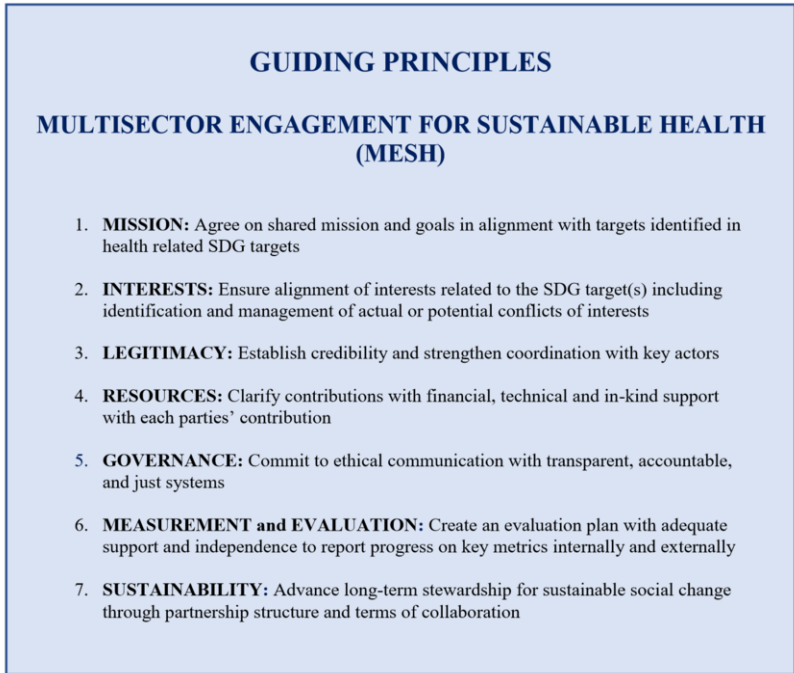 GUIDING PRINCIPLES
MULTISECTOR ENGAGEMENT FOR SUSTAINABLE HEALTH
(MESH)
1. MISSION: Agree on shared mission and goals in alignment with targets identified in
health related SDG targets
2. INTERESTS: Ensure alignment of interests related to the SDG target(s) including
identification and management of actual or potential conflicts of interests
3. LEGITIMACY: Establish credibility and strengthen coordination with key actors
4. RESOURCES: Clarify contributions with financial, technical and in-kind support
with each parties’ contribution
5. GOVERNANCE: Commit to ethical communication with transparent, accountable,
and just systems
6. MEASUREMENT and EVALUATION: Create an evaluation plan with adequate
support and independence to report progress on key metrics internally and externally
7. SUSTAINABILITY: Advance long-term stewardship for sustainable social change
through partnership structure and terms of collaboration